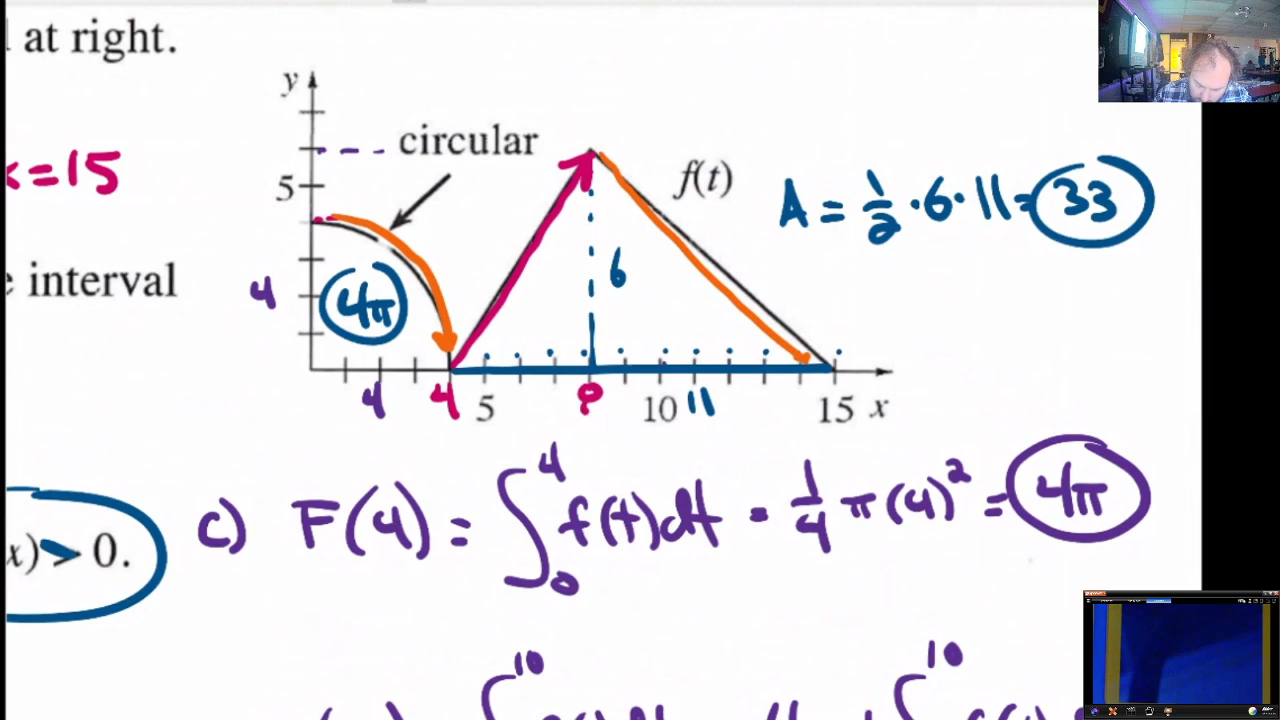 at right.
y
circular
x=15
5
f(t)
A = 1/2 · 6 · 11 = 33
interval
4
4π
6
4
4
5
8
10
11
15
x
c) F(4) = ∫₀⁴ f(t)dt = 1/4 π(4)² = 4π
x) > 0.
10
10